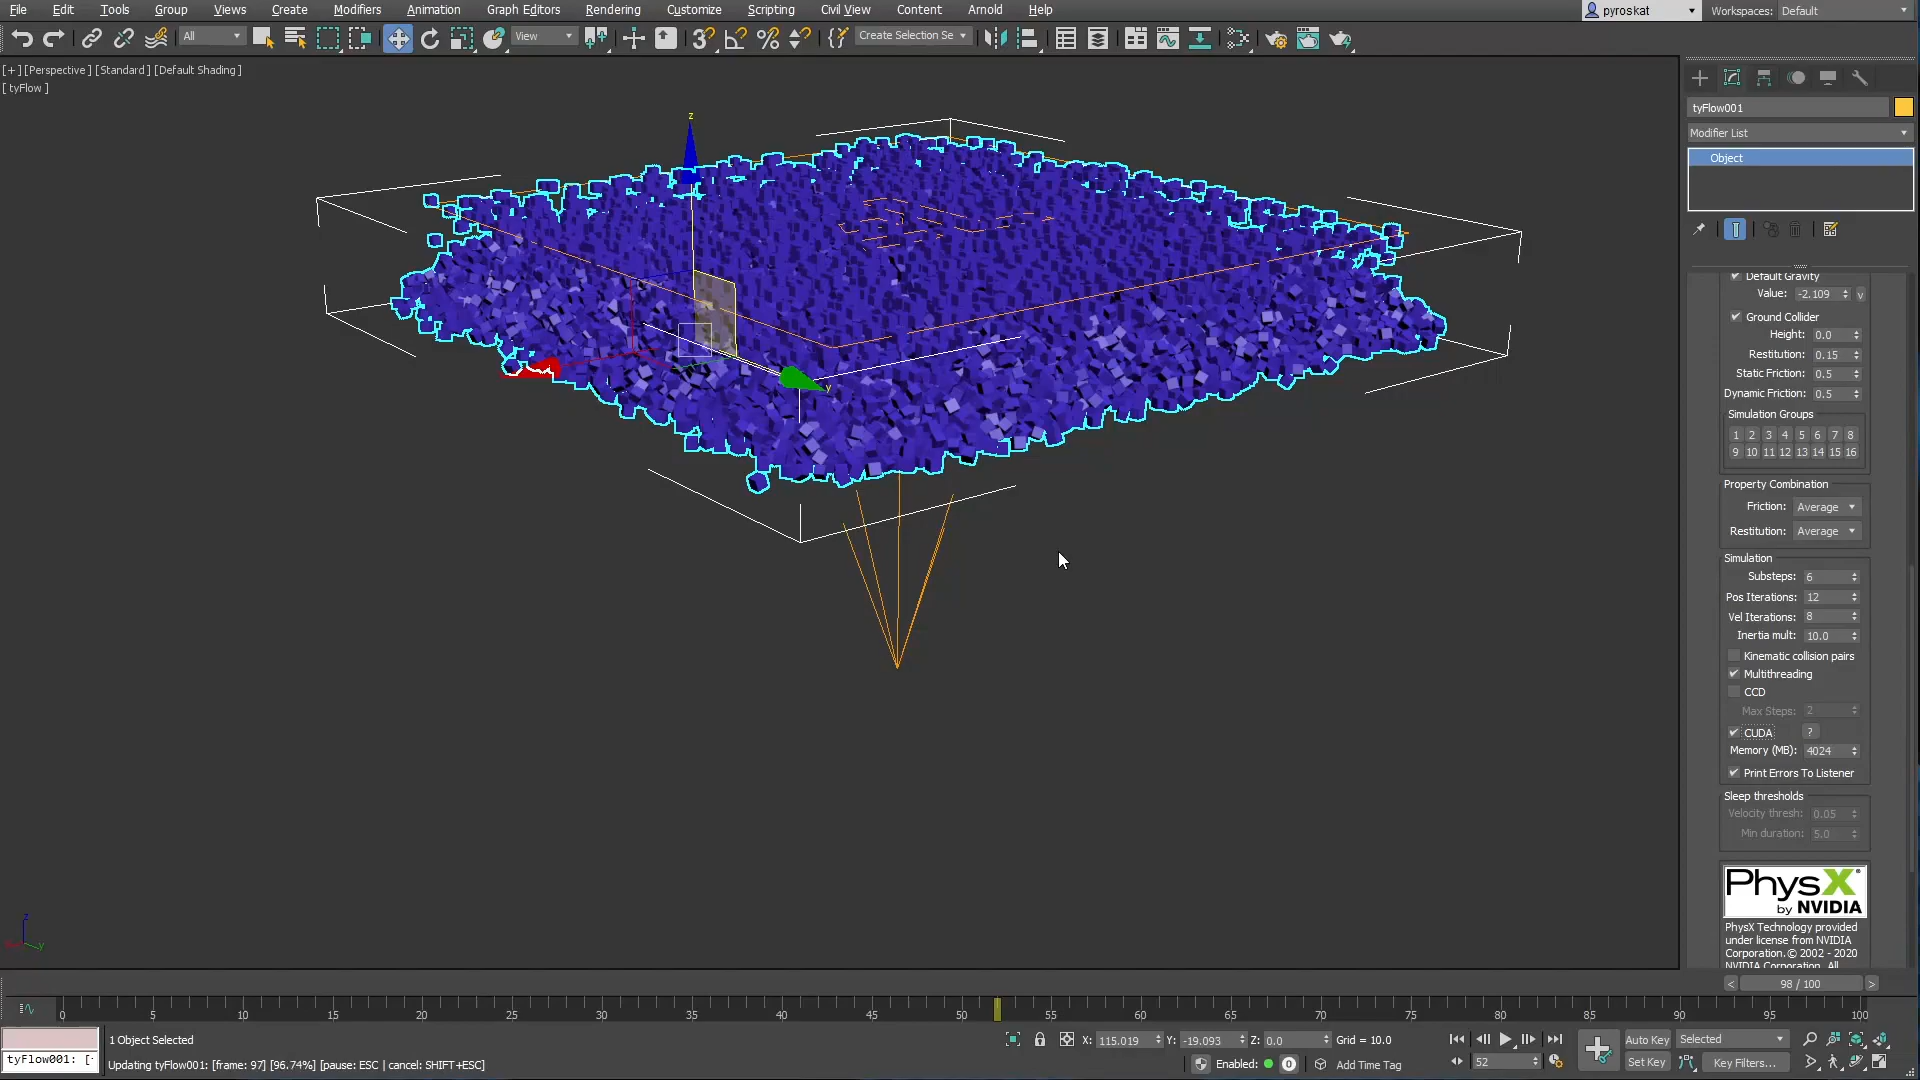 File Edit Tools Group Views Create Modifiers Animation Graph Editors Rendering Customize Scripting Civil View Content Arnold Help
pyroskat Workspaces: Default
All View Create Selection Se
[+] [Perspective ] [Standard ] [Default Shading ]
[ tyFlow ]
z
y
tyFlow001
Modifier List
Object
Default Gravity
Value: -2.109 v
Ground Collider
Height: 0.0
Restitution: 0.15
Static Friction: 0.5
Dynamic Friction: 0.5
Simulation Groups
1 2 3 4 5 6 7 8
9 10 11 12 13 14 15 16
Property Combination
Friction: Average
Restitution: Average
Simulation
Substeps: 6
Pos Iterations: 12
Vel Iterations: 8
Inertia mult: 10.0
Kinematic collision pairs
Multithreading
CCD
Max Steps: 2
CUDA ?
Memory (MB): 4024
Print Errors To Listener
Sleep thresholds
Velocity thresh: 0.05
Min duration: 5.0
PhysX
by NVIDIA
PhysX Technology provided
under license from NVIDIA
Corporation.© 2002 - 2020
NVIDIA Corporation. All
z
y
< 98 / 100 >
0 5 10 15 20 25 30 35 40 45 50 55 60 65 70 75 80 85 90 95 100
1 Object Selected
X: 115.019 Y: -19.093 Z: 0.0 Grid = 10.0
Auto Key Selected
tyFlow001: [
Updating tyFlow001: [frame: 97] [96.74%] [pause: ESC | cancel: SHIFT+ESC]
Enabled: 0 Add Time Tag
52
Set Key Key Filters...